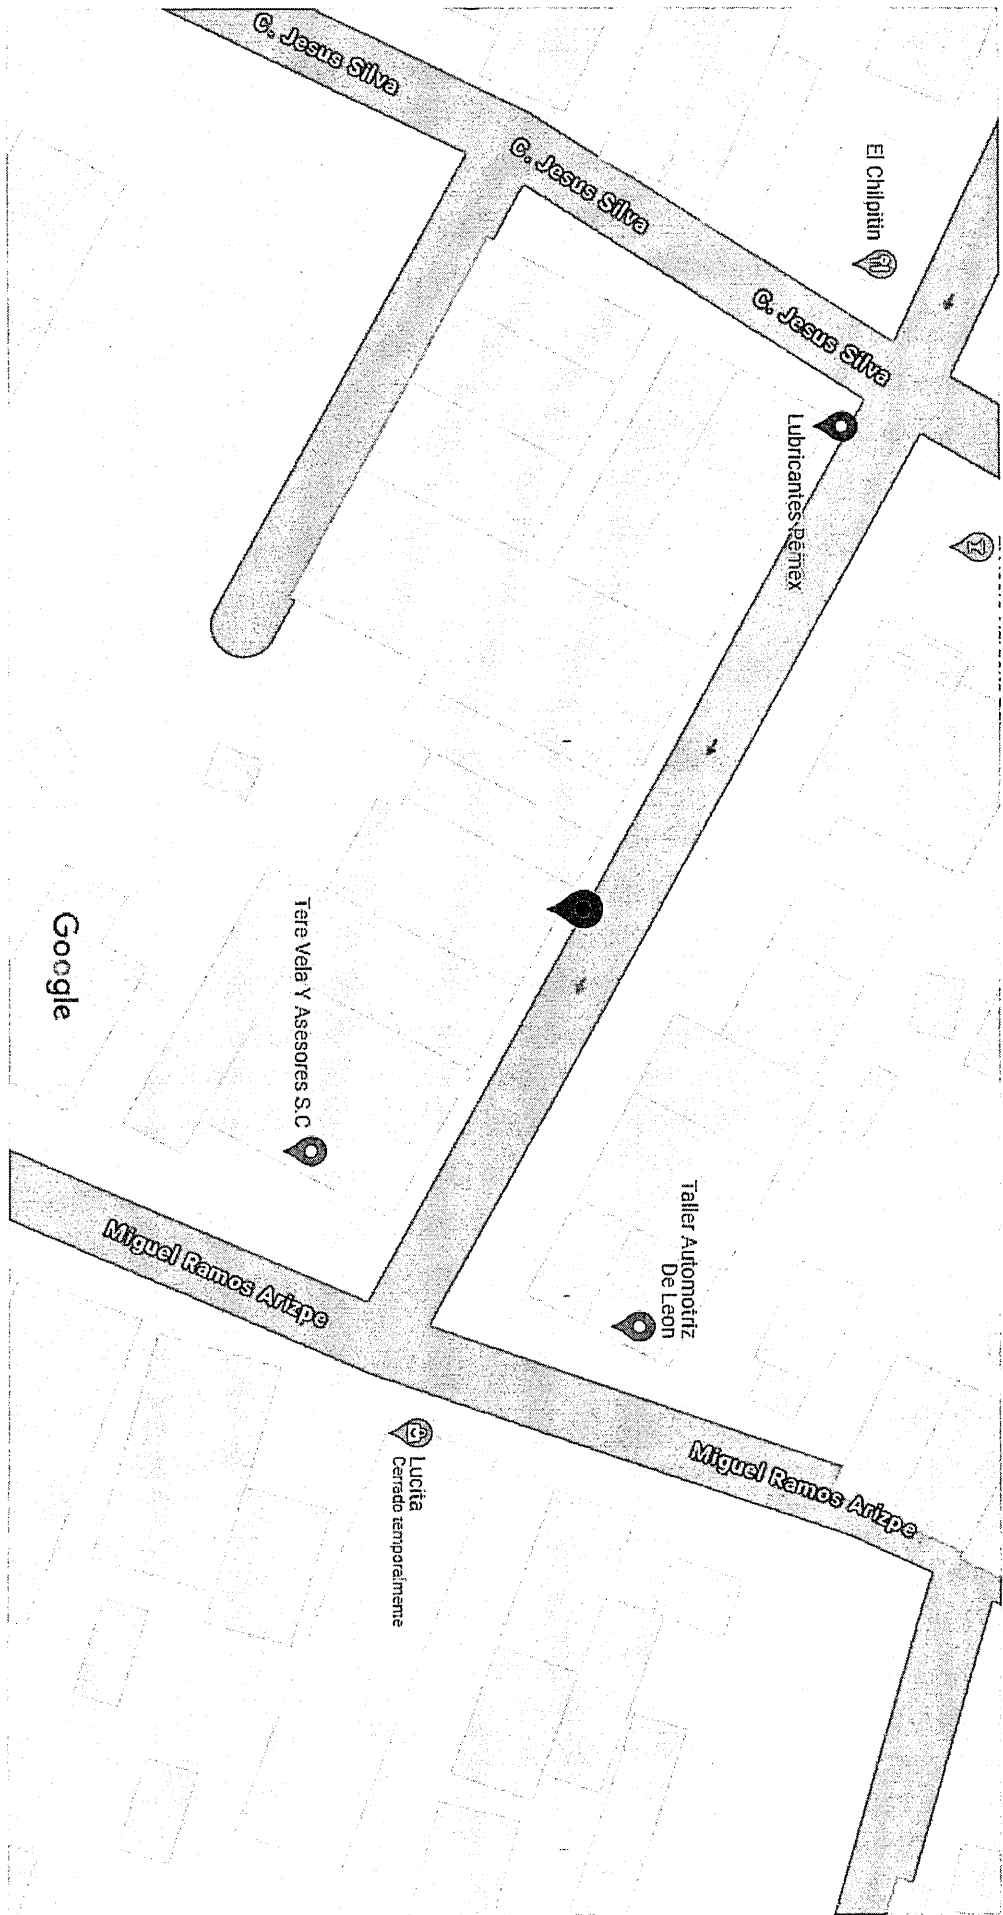 C. Jesus Silva
C. Jesus Silva
C. Jesus Silva
El Chilpitin
Lubricantes Pemex
Tere Vela Y Asesores S.C
Google
Taller Automotriz
De Leon
Miguel Ramos Arizpe
Miguel Ramos Arizpe
Lucita
Cerrado temporalmente